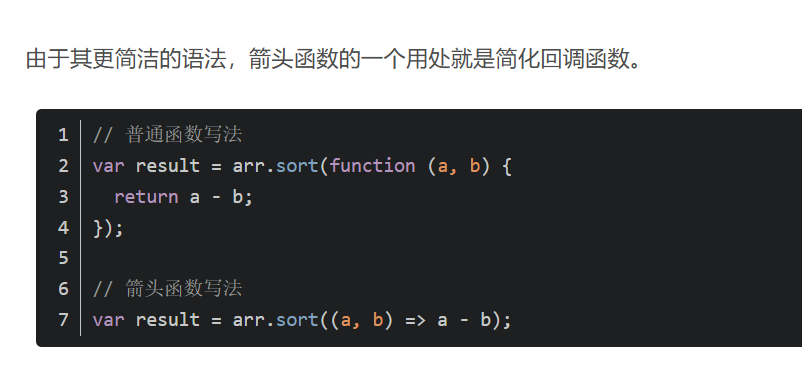 由于其更简洁的语法，箭头函数的一个用处就是简化回调函数。
1 // 普通函数写法
2 var result = arr.sort(function (a, b) {
3   return a - b;
4 });
5
6 // 箭头函数写法
7 var result = arr.sort((a, b) => a - b);